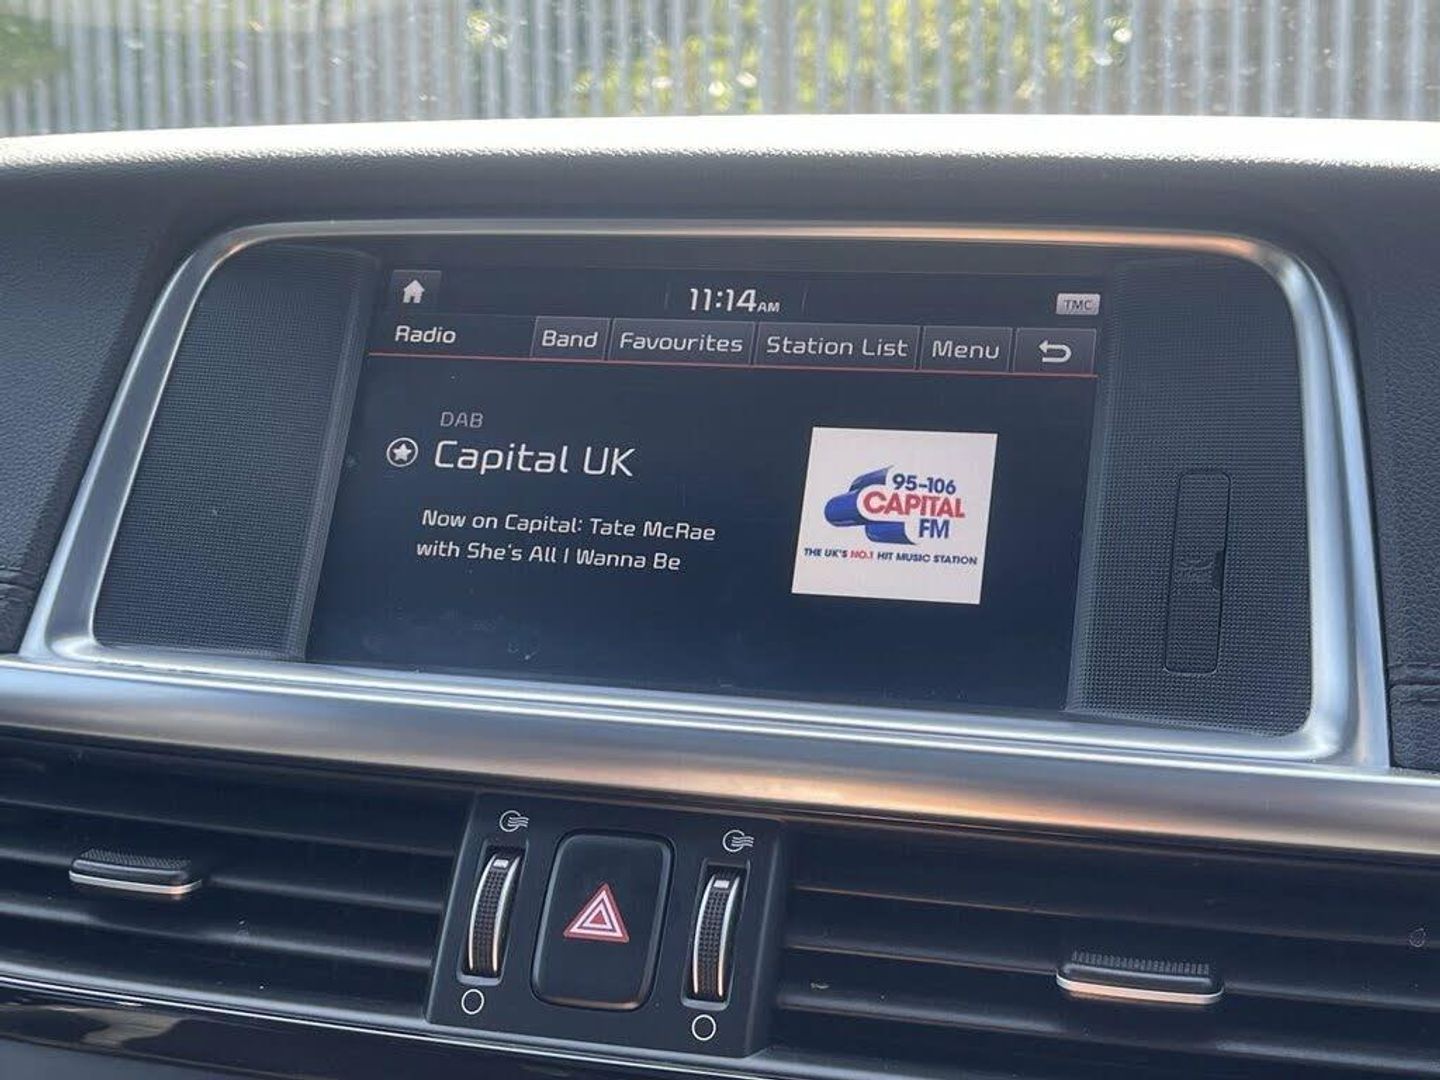 11:14AM
TMC
Radio
Band
Favourites
Station List
Menu
DAB
Capital UK
Now on Capital: Tate McRae
with She's All I Wanna Be
95-106
CAPITAL
FM
THE UK'S NO.1 HIT MUSIC STATION